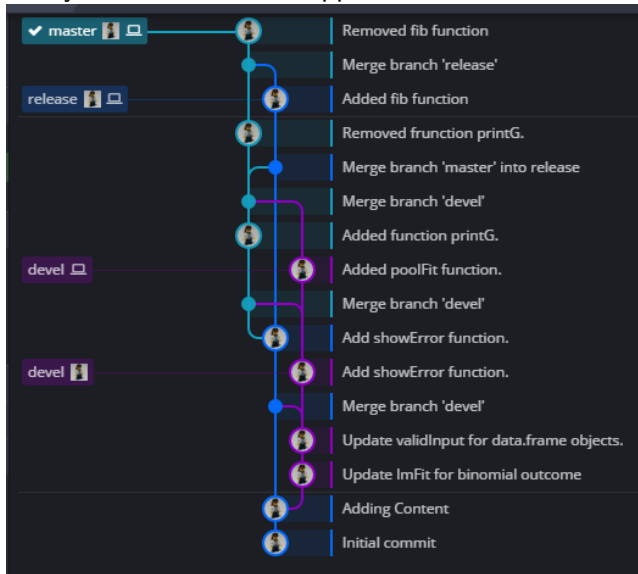 master
Removed fib function
Merge branch 'release'
release
Added fib function
Removed frunction printG.
Merge branch 'master' into release
Merge branch 'devel'
Added function printG.
devel
Added poolFit function.
Merge branch 'devel'
Add showError function.
devel
Add showError function.
Merge branch 'devel'
Update validInput for data.frame objects.
Update lmFit for binomial outcome
Adding Content
Initial commit